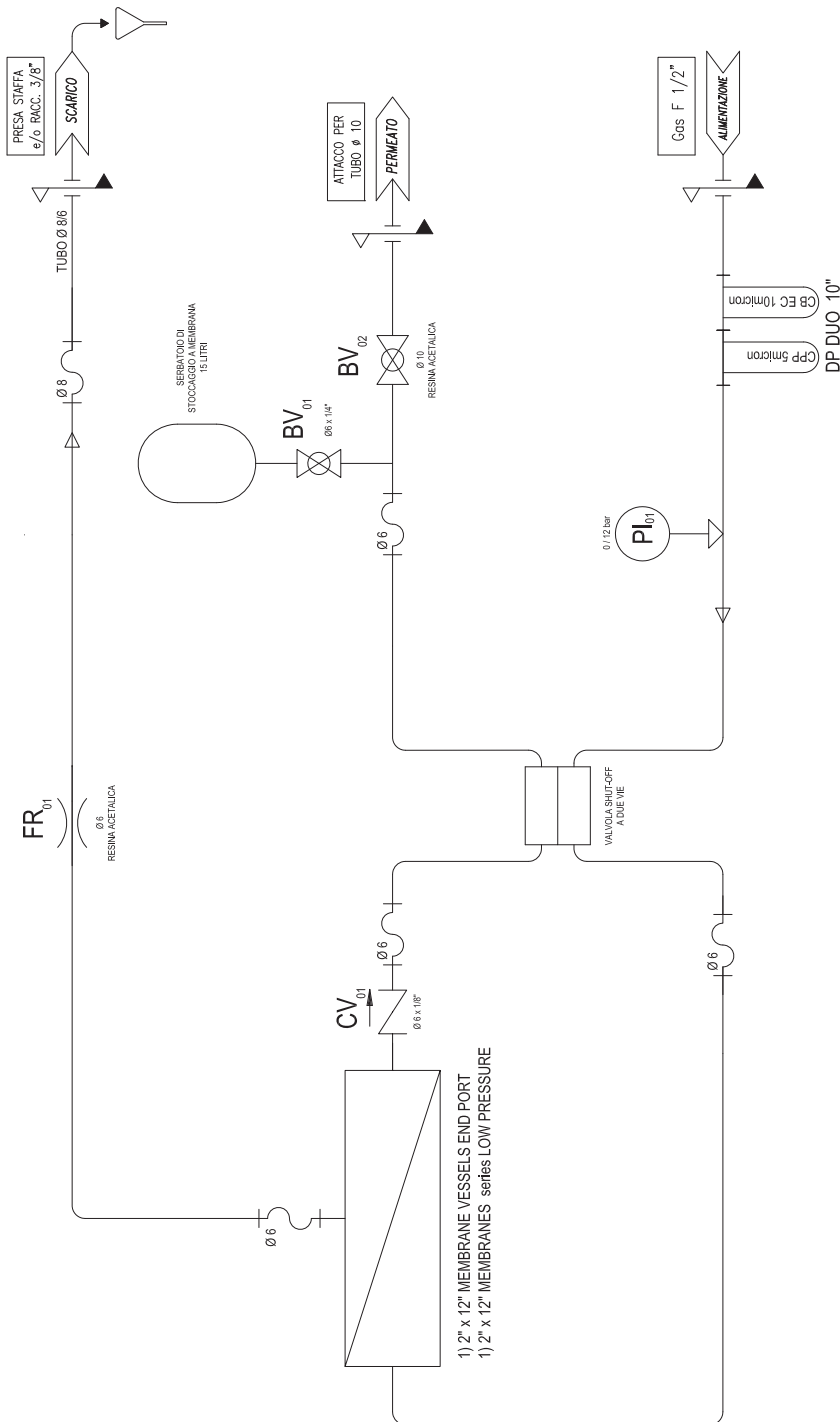 PRESA STAFFA
e/o RACC. 3/8"
SCARICO
TUBO Ø 8/6
Ø 8
FR01
Ø 6
RESINA ACETALICA
Ø 6
SERBATOIO DI
STOCCAGGIO A MEMBRANA
15 LITRI
BV01
Ø6 x 1/4"
ATTACCO PER
TUBO ø 10
PERMEATO
BV02
Ø 10
RESINA ACETALICA
Ø 6
Ø 6
CV01
Ø 6 x 1/8"
1) 2" x 12" MEMBRANE VESSELS END PORT
1) 2" x 12" MEMBRANES series LOW PRESSURE
VALVOLA SHUT-OFF
A DUE VIE
Gas F 1/2"
ALIMENTAZIONE
CB EC 10micron
CPP 5micron
DP DUO 10"
0 / 12 bar
PI01
Ø 6